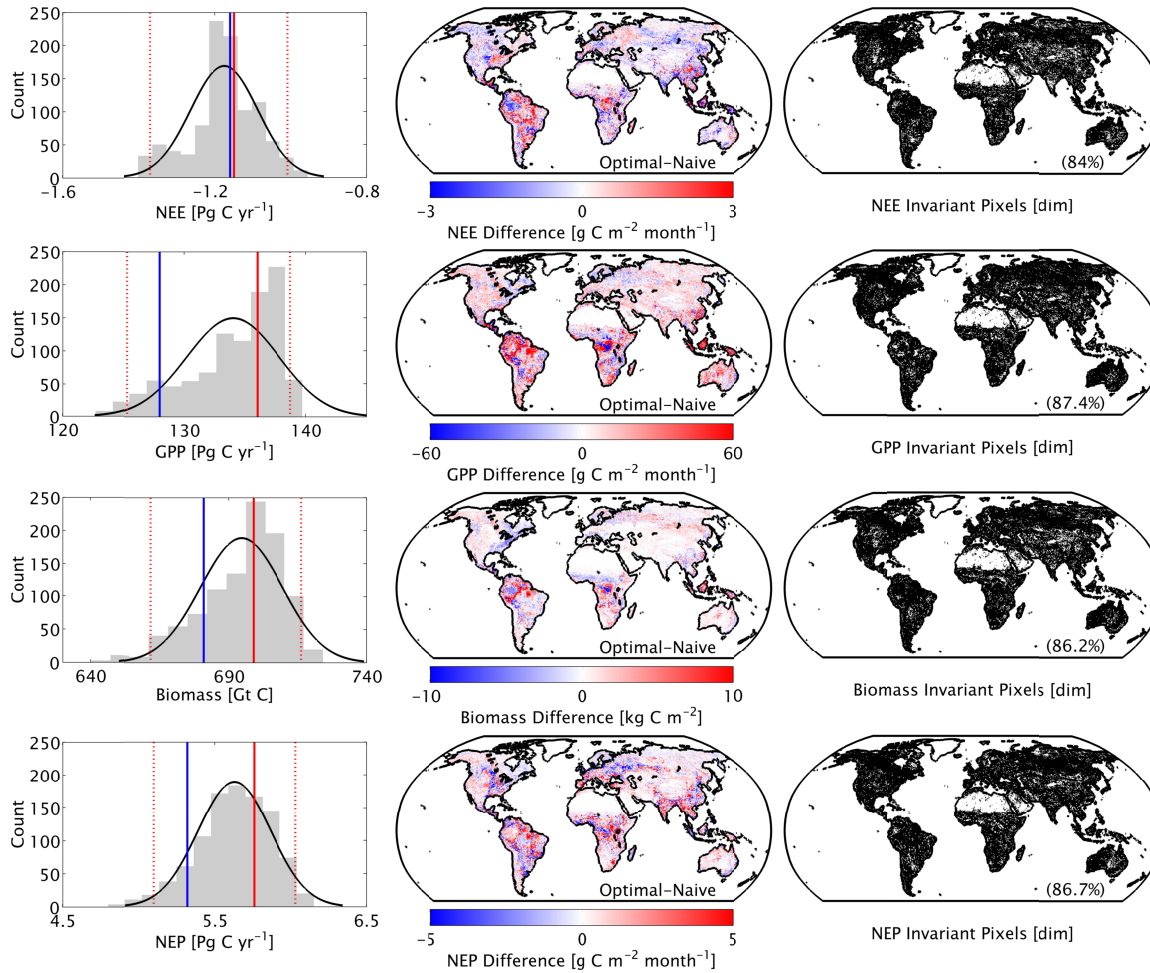 250
200
150
100
50
0
Count
−1.6
−1.2
−0.8
NEE [Pg C yr⁻¹]
Optimal-Naive
−3
0
3
NEE Difference [g C m⁻² month⁻¹]
(84%)
NEE Invariant Pixels [dim]
250
200
150
100
50
0
Count
120
130
140
GPP [Pg C yr⁻¹]
Optimal-Naive
−60
0
60
GPP Difference [g C m⁻² month⁻¹]
(87.4%)
GPP Invariant Pixels [dim]
250
200
150
100
50
0
Count
640
690
740
Biomass [Gt C]
Optimal-Naive
−10
0
10
Biomass Difference [kg C m⁻²]
(86.2%)
Biomass Invariant Pixels [dim]
250
200
150
100
50
0
Count
4.5
5.5
6.5
NEP [Pg C yr⁻¹]
Optimal-Naive
−5
0
5
NEP Difference [g C m⁻² month⁻¹]
(86.7%)
NEP Invariant Pixels [dim]